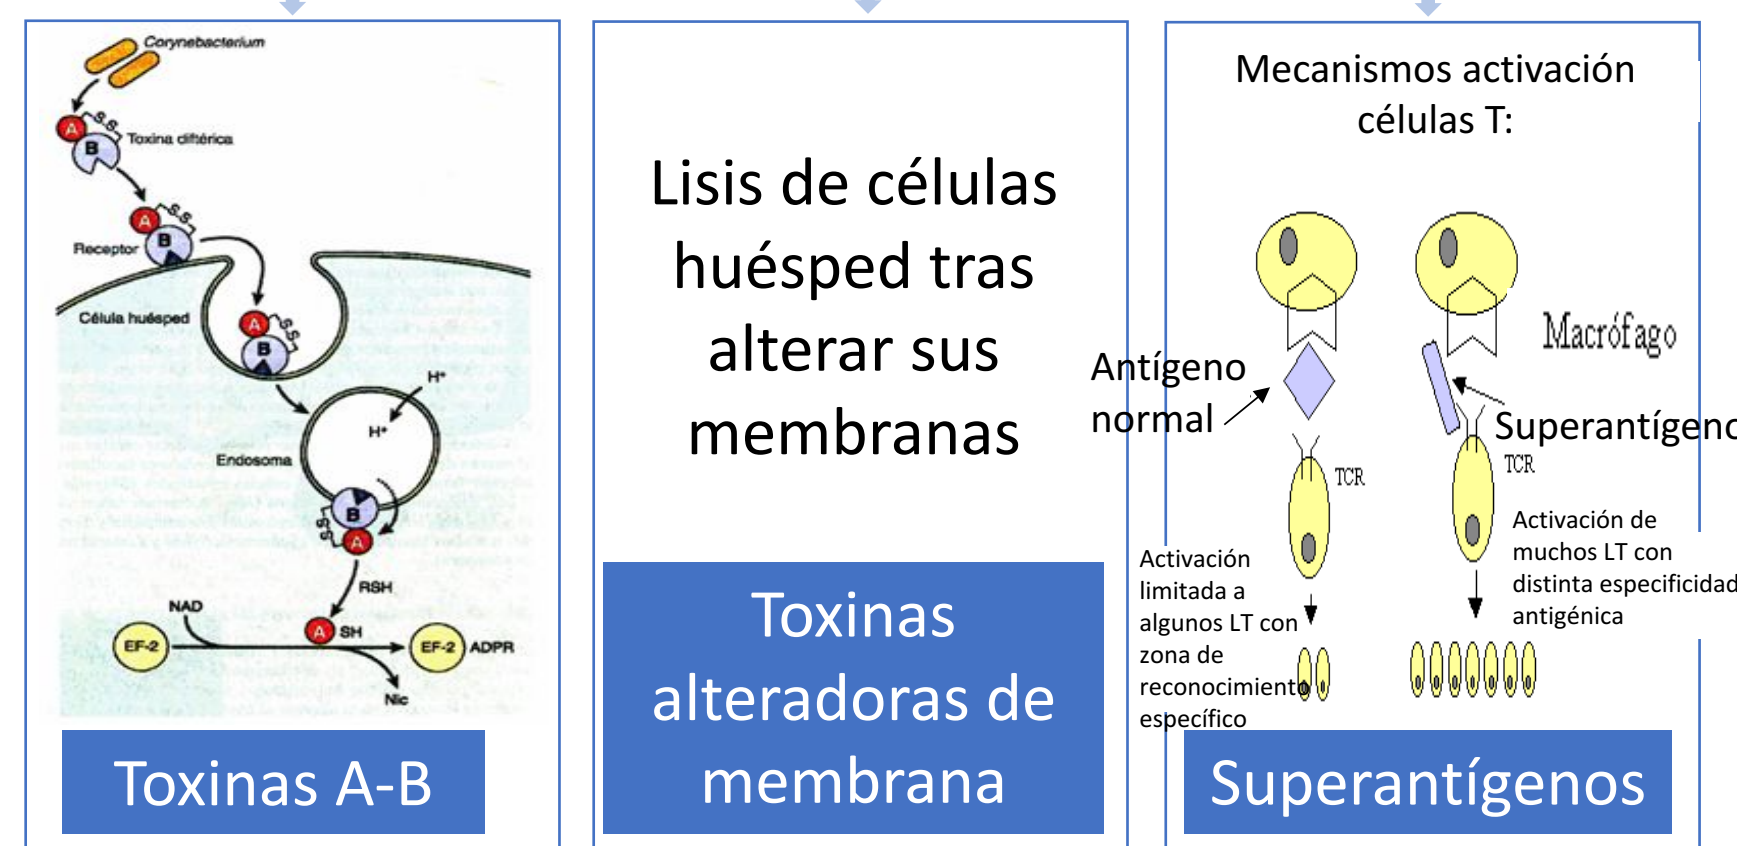 Corynebacterium
A
S.S.
B
Toxina diftérica
A
S.S.
B
Receptor
Célula huésped
A
S.S.
B
H+
H+
Endosoma
B
S-S
A
RSH
NAD
A SH
EF-2
EF-2 ADPR
Nic
Toxinas A-B
Lisis de células
huésped tras
alterar sus
membranas
Toxinas
alteradoras de
membrana
Mecanismos activación
células T:
Macrófago
Antígeno
normal
Superantígeno
TCR
TCR
Activación
limitada a
algunos LT con
zona de
reconocimiento
específico
Activación de
muchos LT con
distinta especificidad
antigénica
Superantígenos